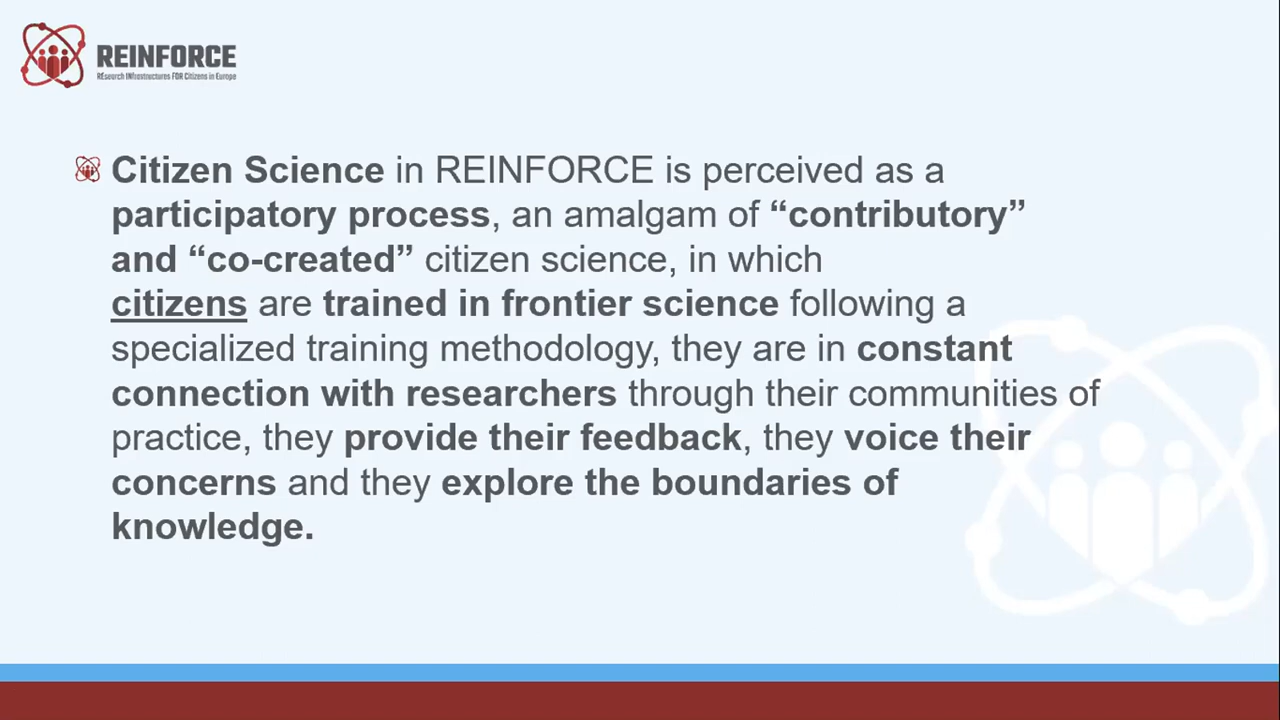 REINFORCE
REsearch INfrastructures FOR Citizens in Europe
Citizen Science in REINFORCE is perceived as a
participatory process, an amalgam of “contributory”
and “co-created” citizen science, in which
citizens are trained in frontier science following a
specialized training methodology, they are in constant
connection with researchers through their communities of
practice, they provide their feedback, they voice their
concerns and they explore the boundaries of
knowledge.